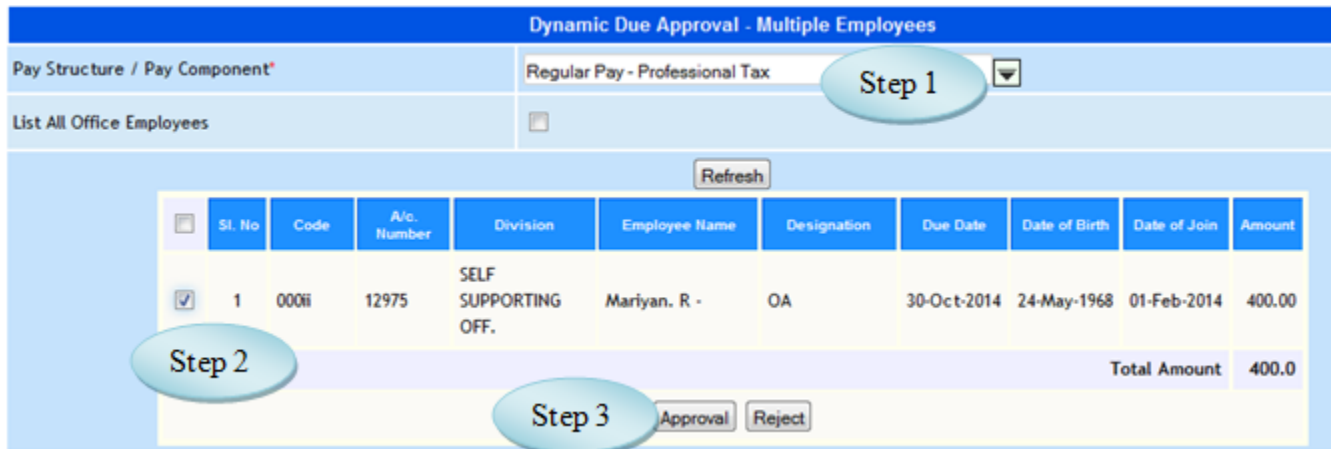 Dynamic Due Approval - Multiple Employees
Pay Structure / Pay Component*
Regular Pay - Professional Tax
Step 1
List All Office Employees
Refresh
Sl. No Code A/c. Number Division Employee Name Designation Due Date Date of Birth Date of Join Amount
1 000ii 12975 SELF SUPPORTING OFF. Mariyan. R - OA 30-Oct-2014 24-May-1968 01-Feb-2014 400.00
Step 2
Total Amount 400.0
Step 3
Approval Reject